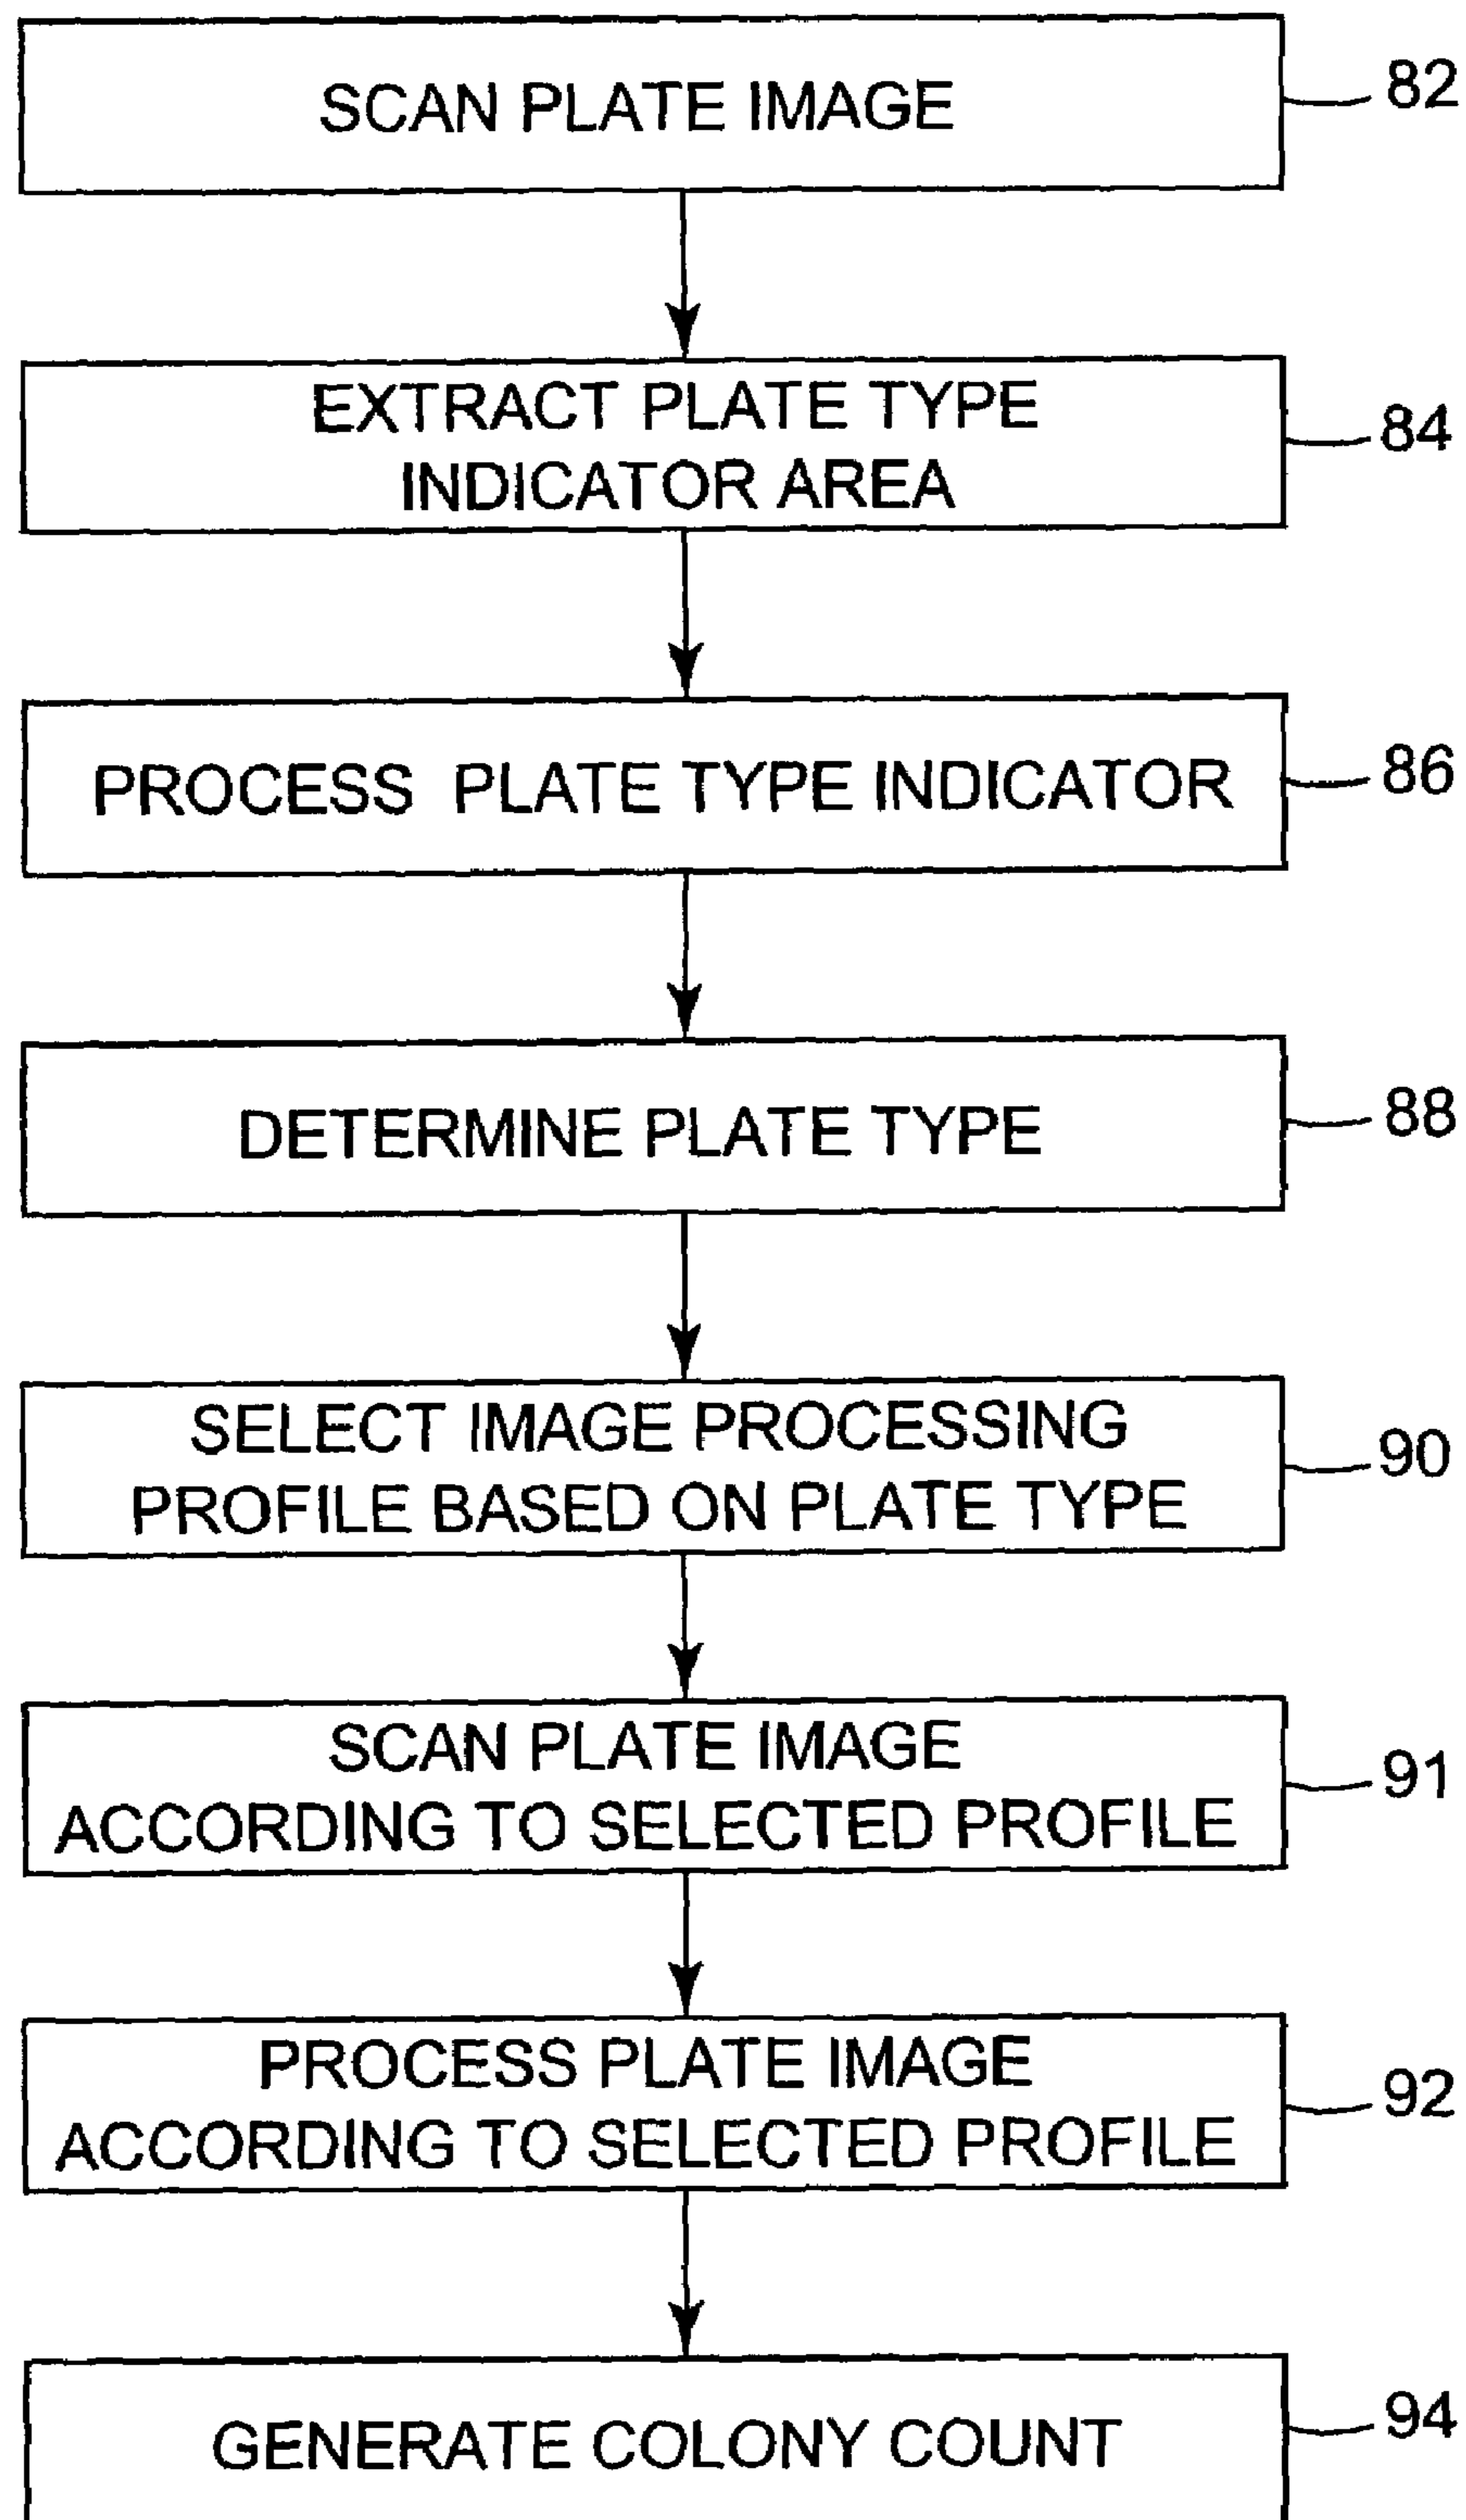 SCAN PLATE IMAGE
82
EXTRACT PLATE TYPE
INDICATOR AREA
84
PROCESS PLATE TYPE INDICATOR
86
DETERMINE PLATE TYPE
88
SELECT IMAGE PROCESSING
PROFILE BASED ON PLATE TYPE
90
SCAN PLATE IMAGE
ACCORDING TO SELECTED PROFILE
91
PROCESS PLATE IMAGE
ACCORDING TO SELECTED PROFILE
92
GENERATE COLONY COUNT
94